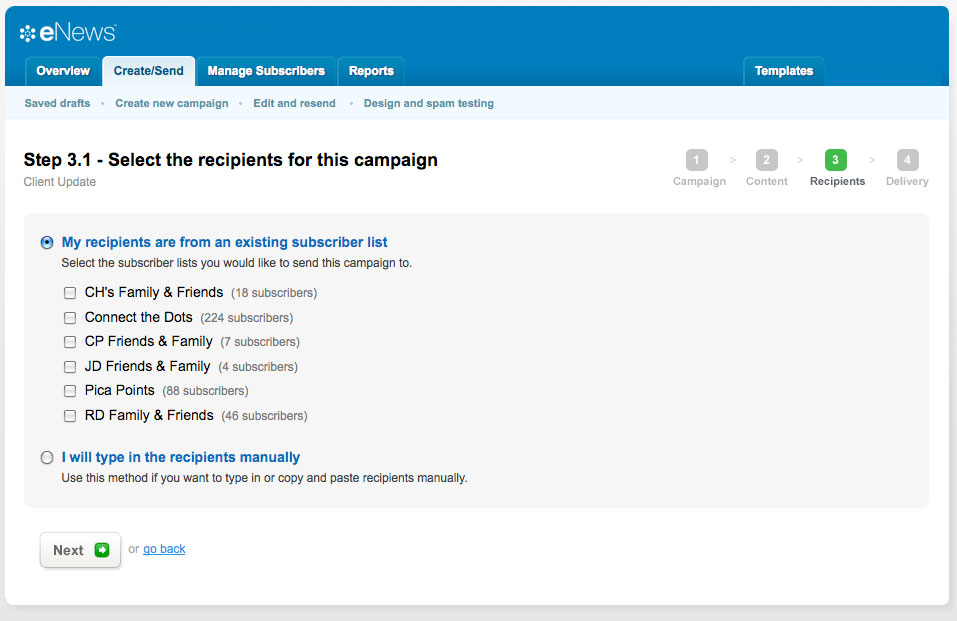 eNews
Overview Create/Send Manage Subscribers Reports Templates
Saved drafts • Create new campaign • Edit and resend • Design and spam testing
Step 3.1 - Select the recipients for this campaign
Client Update
1 > 2 > 3 > 4
Campaign Content Recipients Delivery
My recipients are from an existing subscriber list
Select the subscriber lists you would like to send this campaign to.
CH's Family & Friends (18 subscribers)
Connect the Dots (224 subscribers)
CP Friends & Family (7 subscribers)
JD Friends & Family (4 subscribers)
Pica Points (88 subscribers)
RD Family & Friends (46 subscribers)
I will type in the recipients manually
Use this method if you want to type in or copy and paste recipients manually.
Next or go back